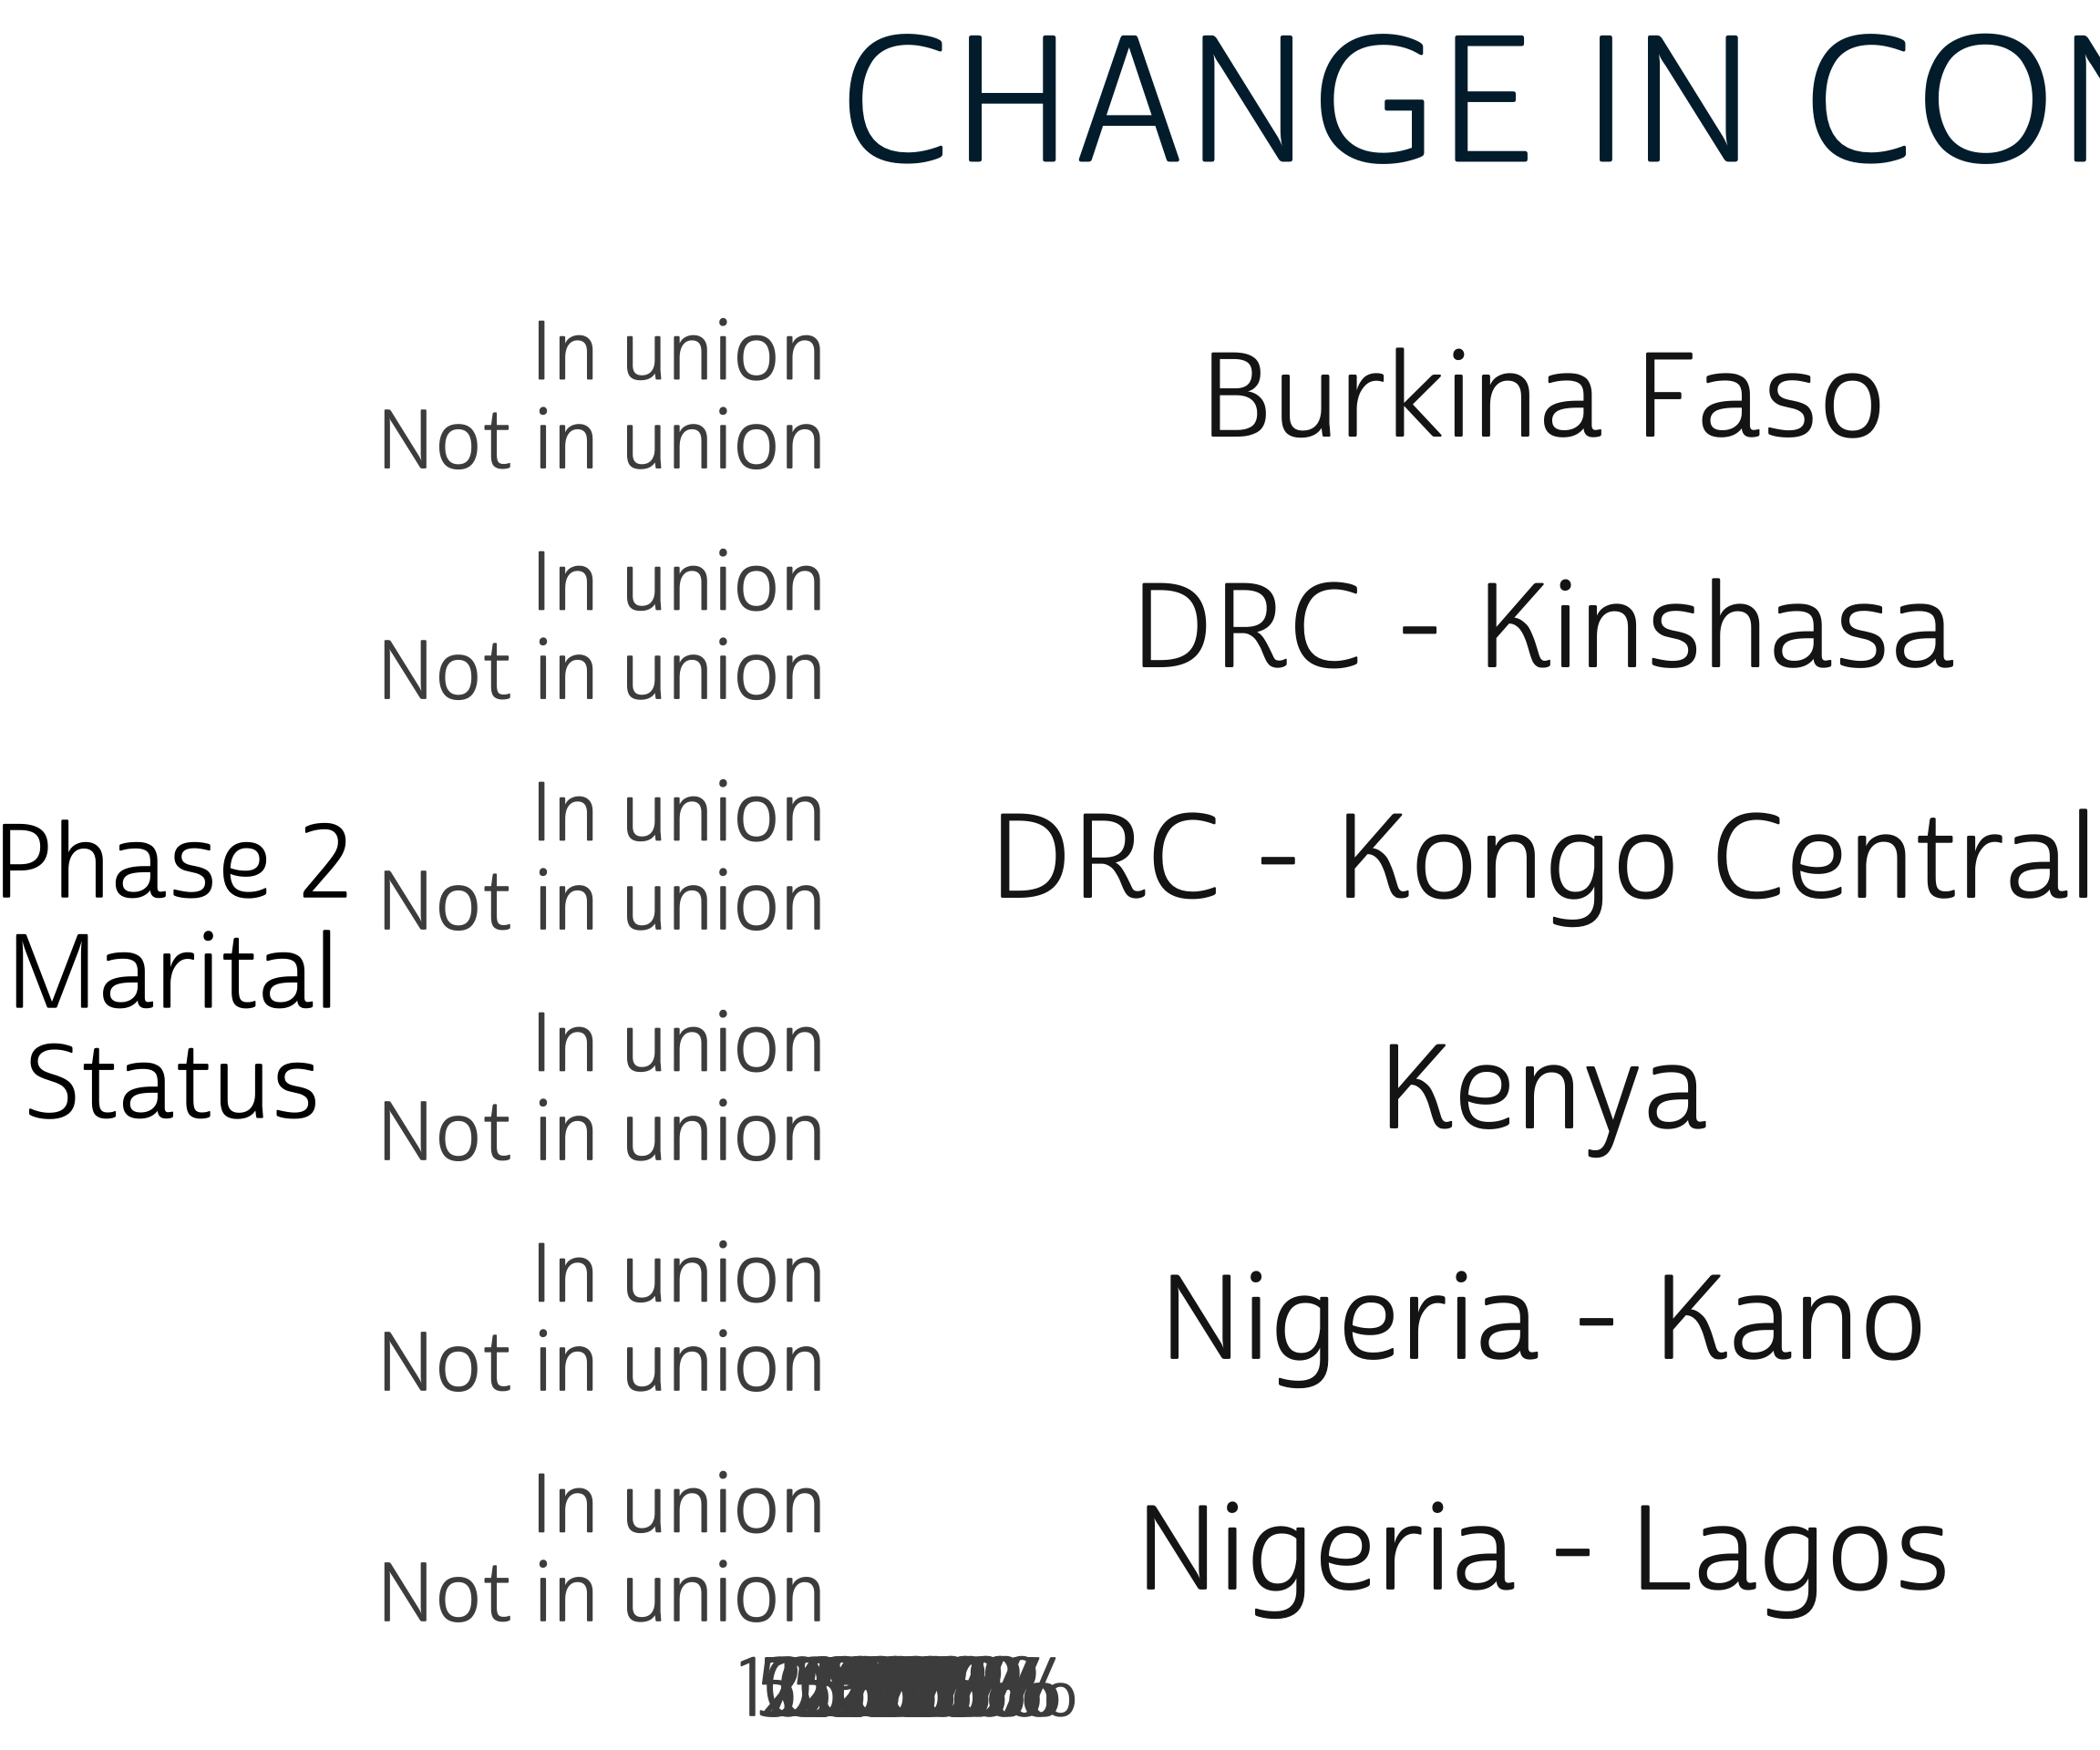 CHANGE IN CON
In union
Not in union
Burkina Faso
In union
Not in union
DRC - Kinshasa
In union
Not in union
DRC - Kongo Central
Phase 2
Marital
Status
In union
Not in union
Kenya
In union
Not in union
Nigeria - Kano
In union
Not in union
Nigeria - Lagos